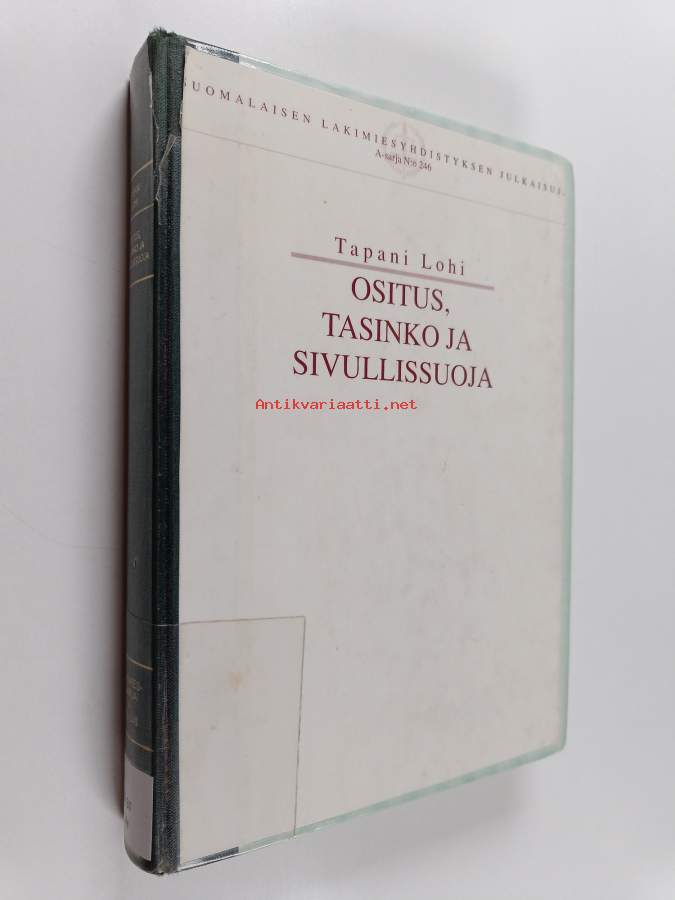 SUOMALAISEN LAKIMIESYHDISTYKSEN JULKAISUJA
A-sarja N:o 246
Tapani Lohi
OSITUS,
TASINKO JA
SIVULLISSUOJA
Antikvariaatti.net